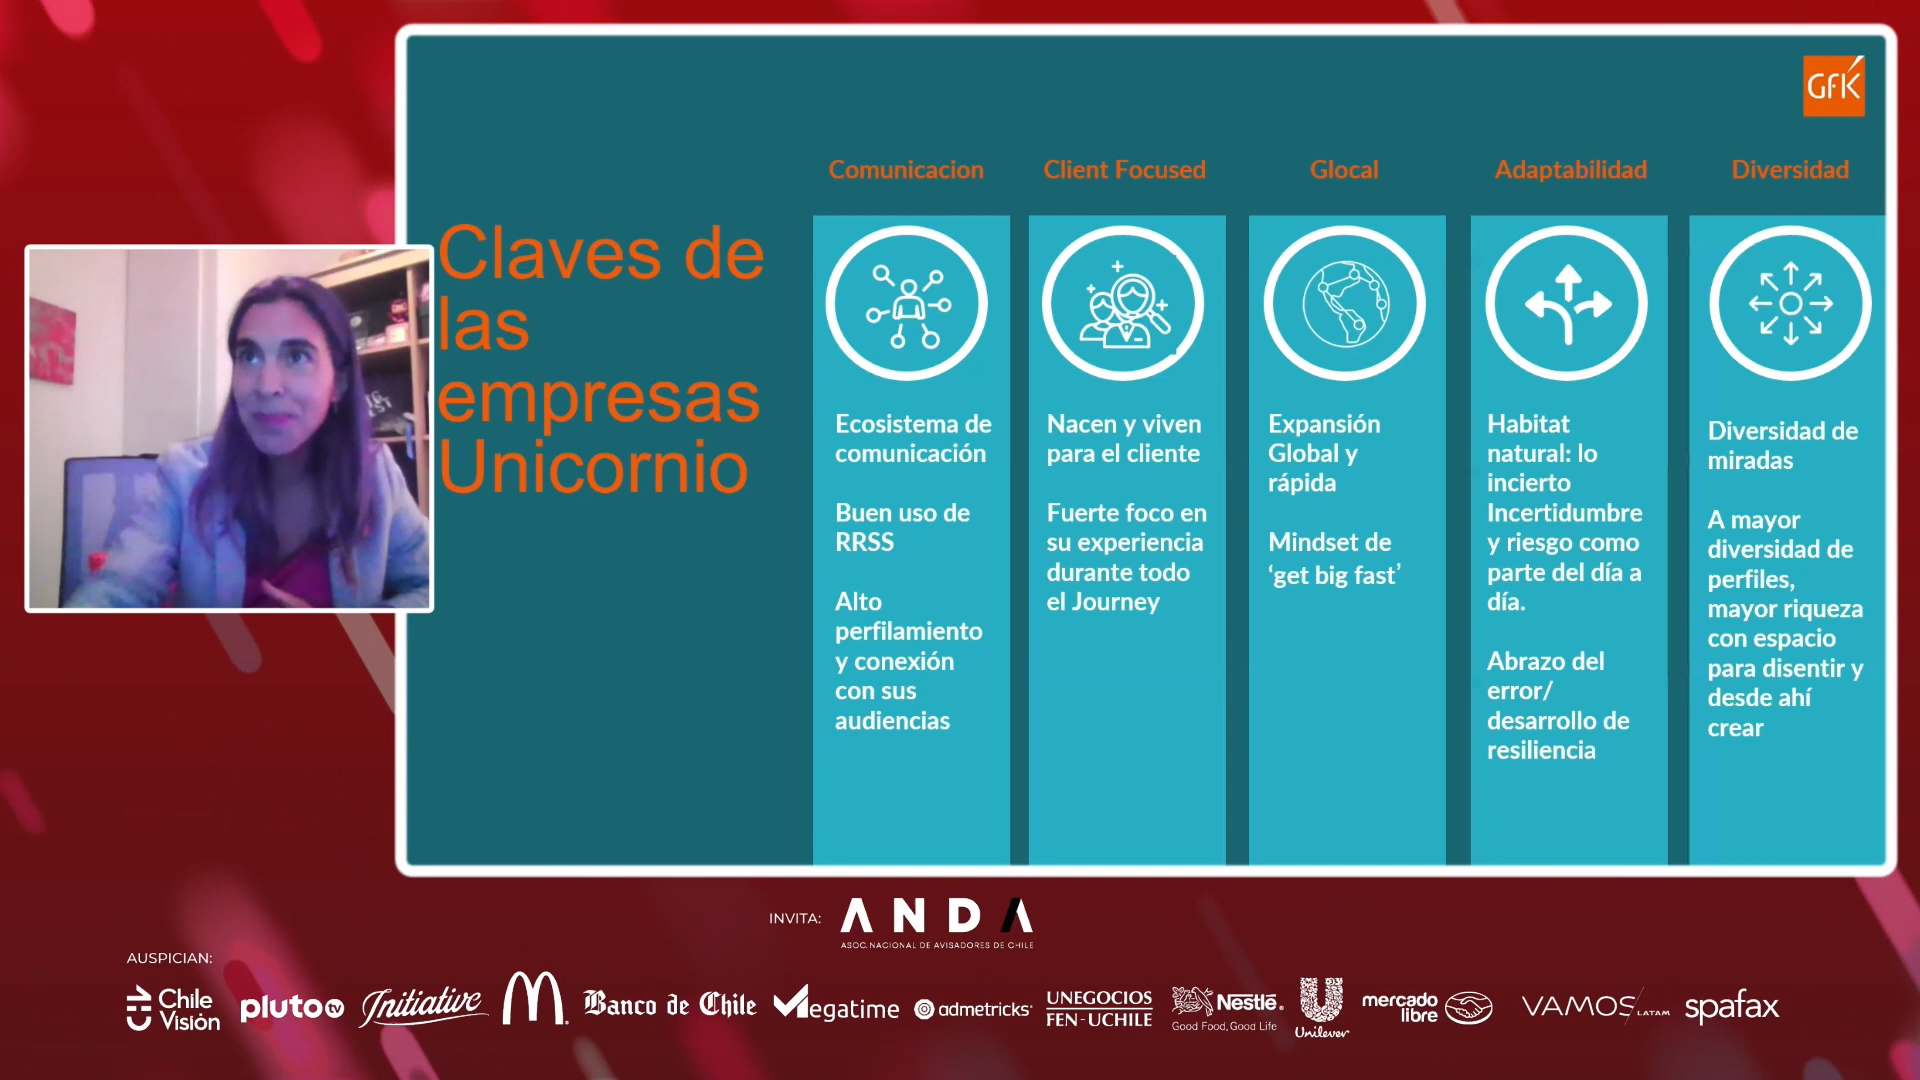 GFK
Claves de
las
empresas
Unicornio
Comunicacion
Ecosistema de
comunicación
Buen uso de
RRSS
Alto
perfilamiento
y conexión
con sus
audiencias
Client Focused
Nacen y viven
para el cliente
Fuerte foco en
su experiencia
durante todo
el Journey
Glocal
Expansión
Global y
rápida
Mindset de
‘get big fast’
Adaptabilidad
Habitat
natural: lo
incierto
Incertidumbre
y riesgo como
parte del día a
día.
Abrazo del
error/
desarrollo de
resiliencia
Diversidad
Diversidad de
miradas
A mayor
diversidad de
perfiles,
mayor riqueza
con espacio
para disentir y
desde ahí
crear
INVITA:
ANDA
ASOC. NACIONAL DE AVISADORES DE CHILE
AUSPICIAN:
CHV Chile
Visión
pluto tv
Initiative
Banco de Chile
Megatime
admetricks
UNEGOCIOS
FEN-UCHILE
Nestlé.
Good Food, Good Life
Unilever
mercado
libre
VAMOS LATAM
spafax